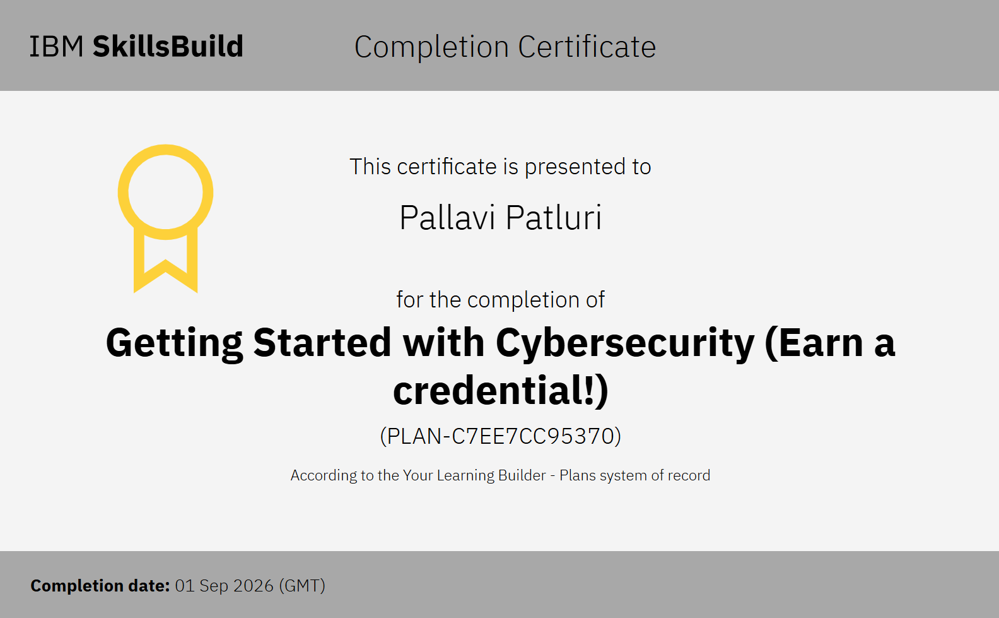 IBM SkillsBuild
Completion Certificate
This certificate is presented to
Pallavi Patluri
for the completion of
Getting Started with Cybersecurity (Earn a
credential!)
(PLAN-C7EE7CC95370)
According to the Your Learning Builder - Plans system of record
Completion date: 01 Sep 2026 (GMT)